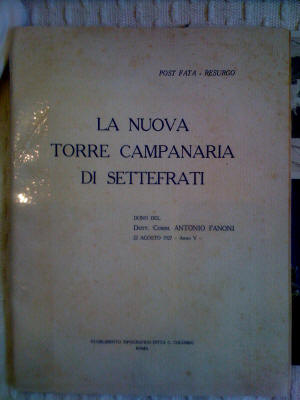 POST FATA - RESURGO
LA NUOVA
TORRE CAMPANARIA
DI SETTEFRATI
DONO DEL
DOTT. COMM. ANTONIO FANONI
22 AGOSTO 1927 - Anno V -
STABILIMENTO TIPOGRAFICO DITTA C. COLOMBO
ROMA